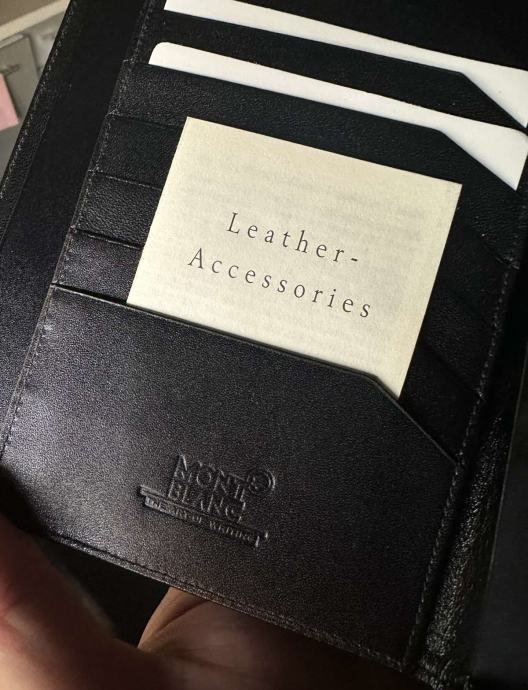 Leather-
Accessories
MONT
BLANC
THE ART OF WRITING